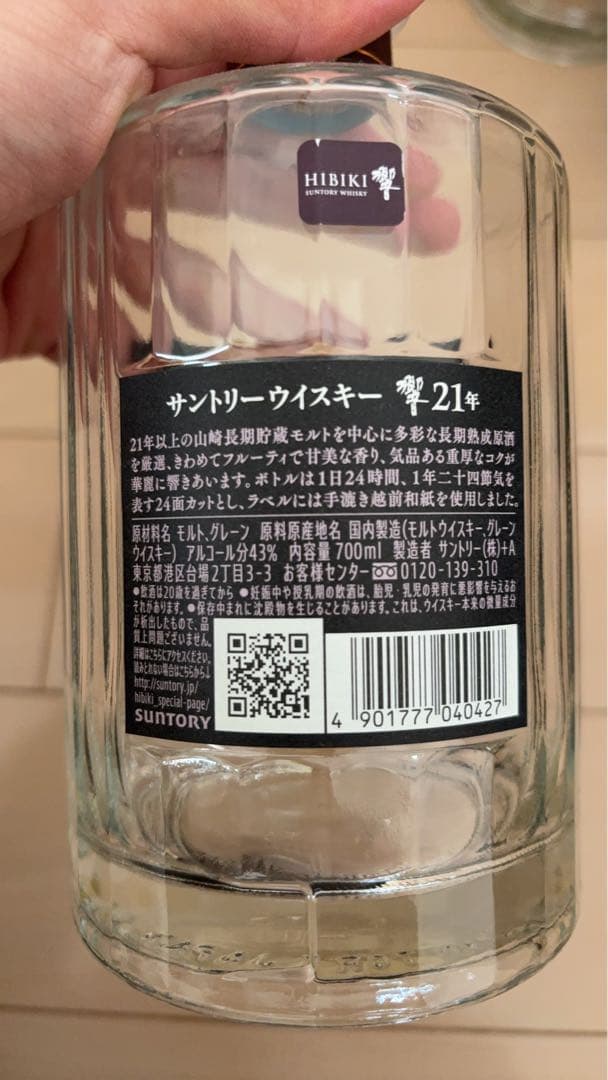 HIBIKI 響
SUNTORY WHISKY
サントリーウイスキー 響 21年
21年以上の山崎長期貯蔵モルトを中心に多彩な長期熟成原酒
を厳選、きわめてフルーティで甘美な香り、気品ある重厚なコクが
華麗に響きあいます。ボトルは1日24時間、1年二十四節気を
表す24面カットとし、ラベルには手漉き越前和紙を使用しました。
原材料名 モルト、グレーン 原料原産地名 国内製造(モルトウイスキー、グレーン
ウイスキー) アルコール分43% 内容量700ml 製造者 サントリー(株)+A
東京都港区台場2丁目3-3 お客様センター 0120-139-310
●飲酒は20歳を過ぎてから ●妊娠中や授乳期の飲酒は、胎児・乳児の発育に悪影響を与えるお
それがあります。●保存中まれに沈殿物を生じることがあります。これは、ウイスキー本来の微量成分
が析出したもので、品
質上問題ございません。
詳細はこちらにアクセスください。
読みとれない場合はこちらから↓
http://suntory.jp/
hibiki_special-page/
SUNTORY
4 901777 040427